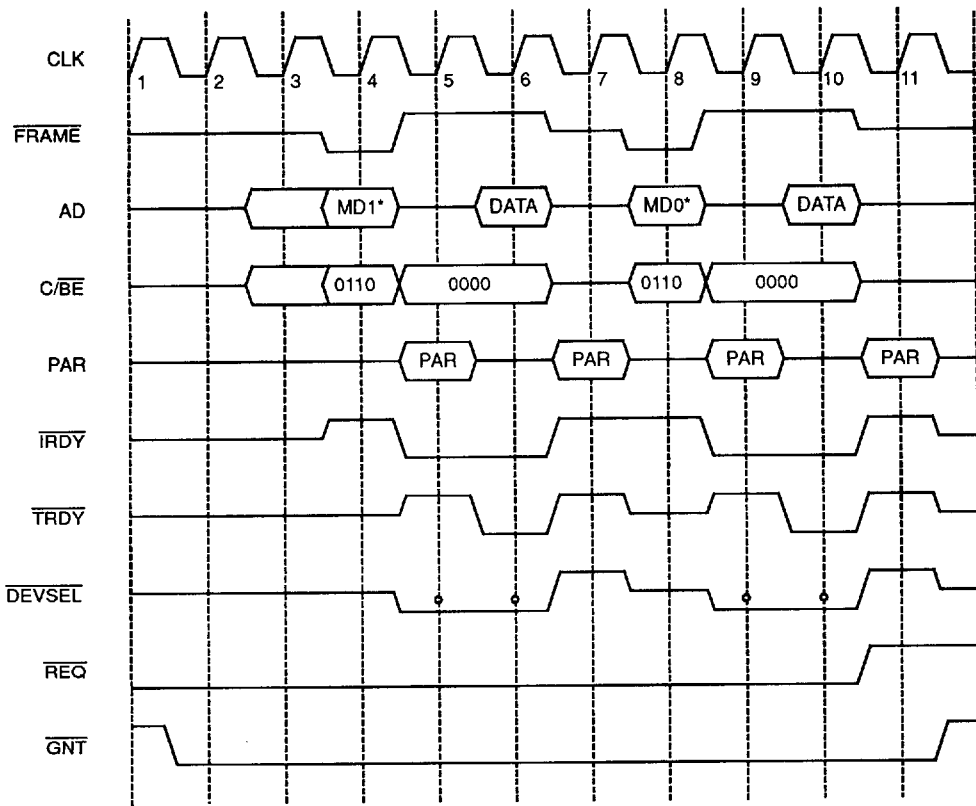 CLK
1 2 3 4 5 6 7 8 9 10 11
FRAME
AD MD1* DATA MD0* DATA
C/BE 0110 0000 0110 0000
PAR PAR PAR PAR PAR
IRDY
TRDY
DEVSEL
REQ
GNT